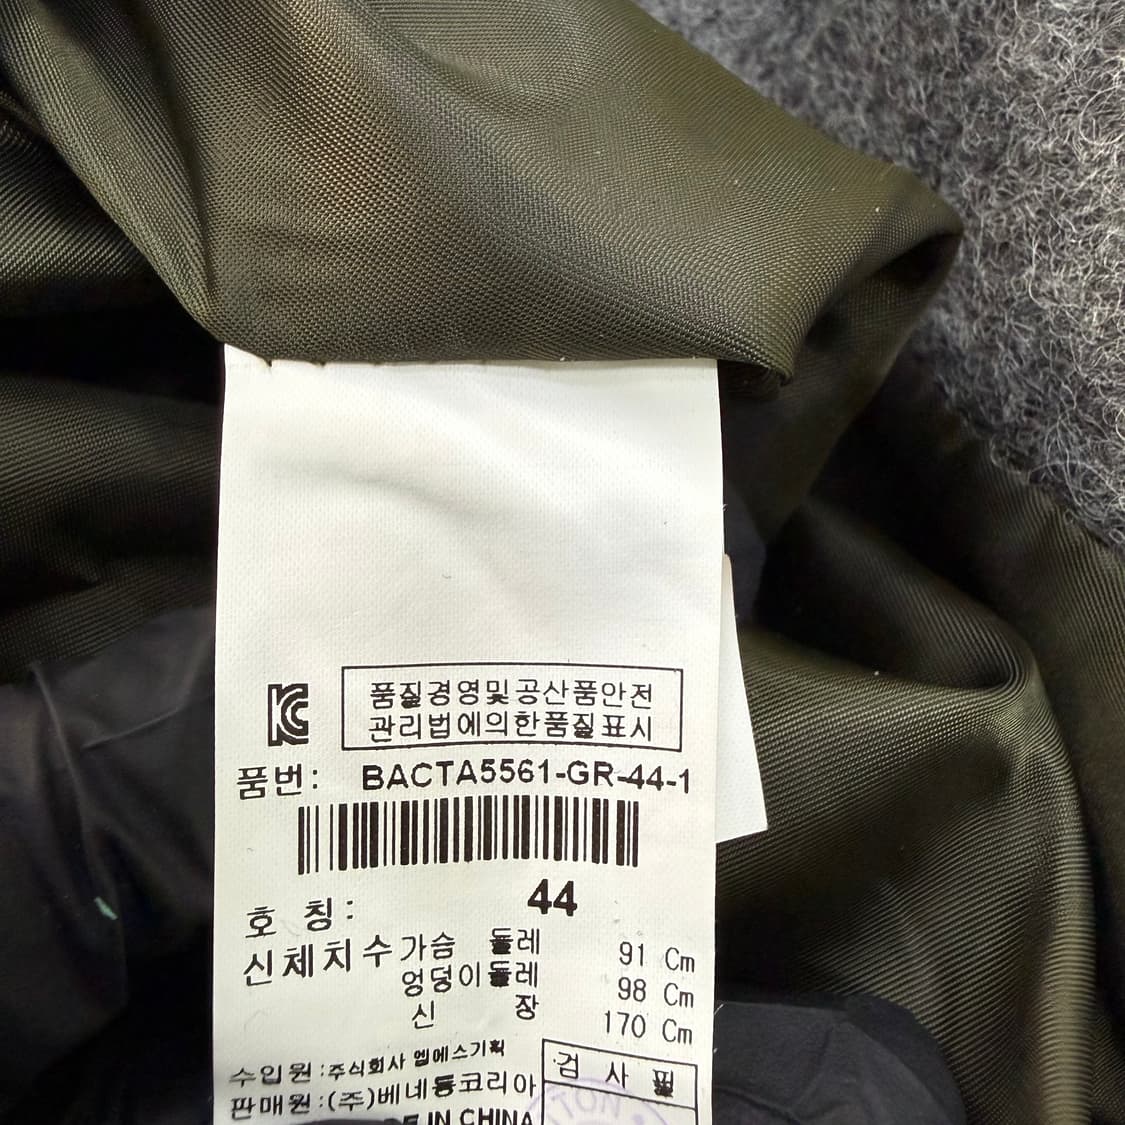 품질경영및공산품안전
관리법에의한품질표시
품번: BACTA5561-GR-44-1
호 칭: 44
신체치수 가슴 둘레 91 Cm
엉덩이둘레 98 Cm
신 장 170 Cm
수입원:주식회사 엠에스기획
판매원:(주)베네통코리아
IN CHINA
검 사 필
TON